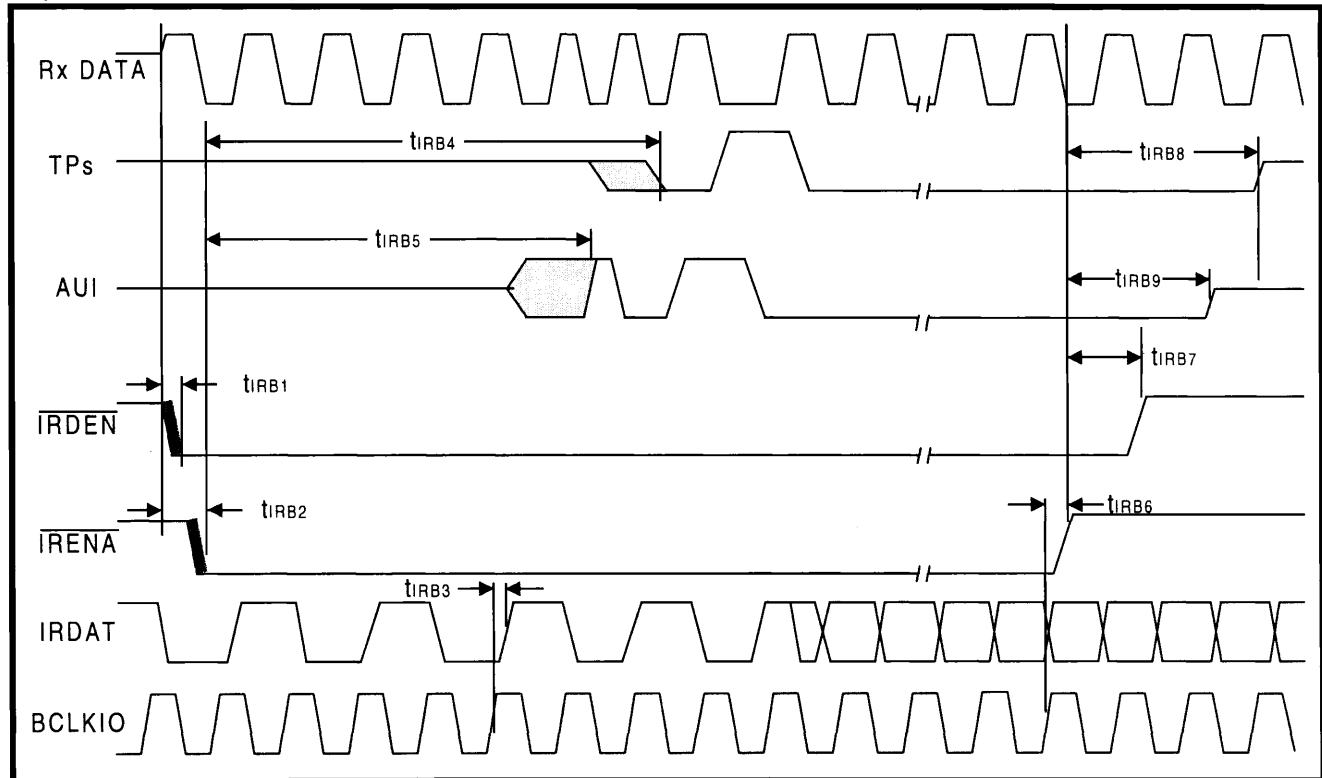 Rx DATA
tIRB4
tIRB8
TPs
tIRB5
AUI
tIRB9
tIRB7
tIRB1
IRDEN
tIRB2
tIRB6
IRENA
tIRB3
IRDAT
BCLKIO